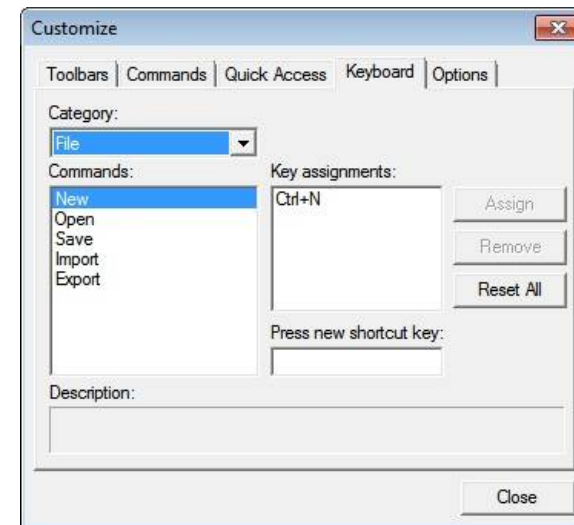 Customize
Toolbars Commands Quick Access Keyboard Options
Category:
File
Commands:
New
Open
Save
Import
Export
Key assignments:
Ctrl+N
Assign
Remove
Reset All
Press new shortcut key:
Description:
Close